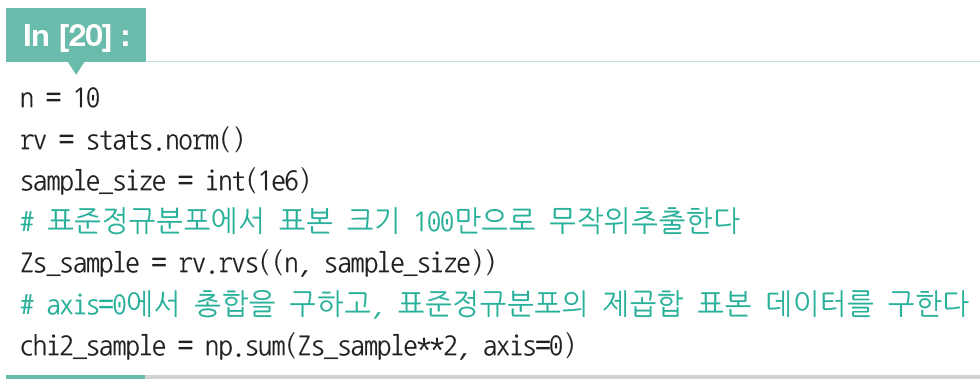 In [20] :
n = 10
rv = stats.norm()
sample_size = int(1e6)
# 표준정규분포에서 표본 크기 100만으로 무작위추출한다
Zs_sample = rv.rvs((n, sample_size))
# axis=0에서 총합을 구하고, 표준정규분포의 제곱합 표본 데이터를 구한다
chi2_sample = np.sum(Zs_sample**2, axis=0)